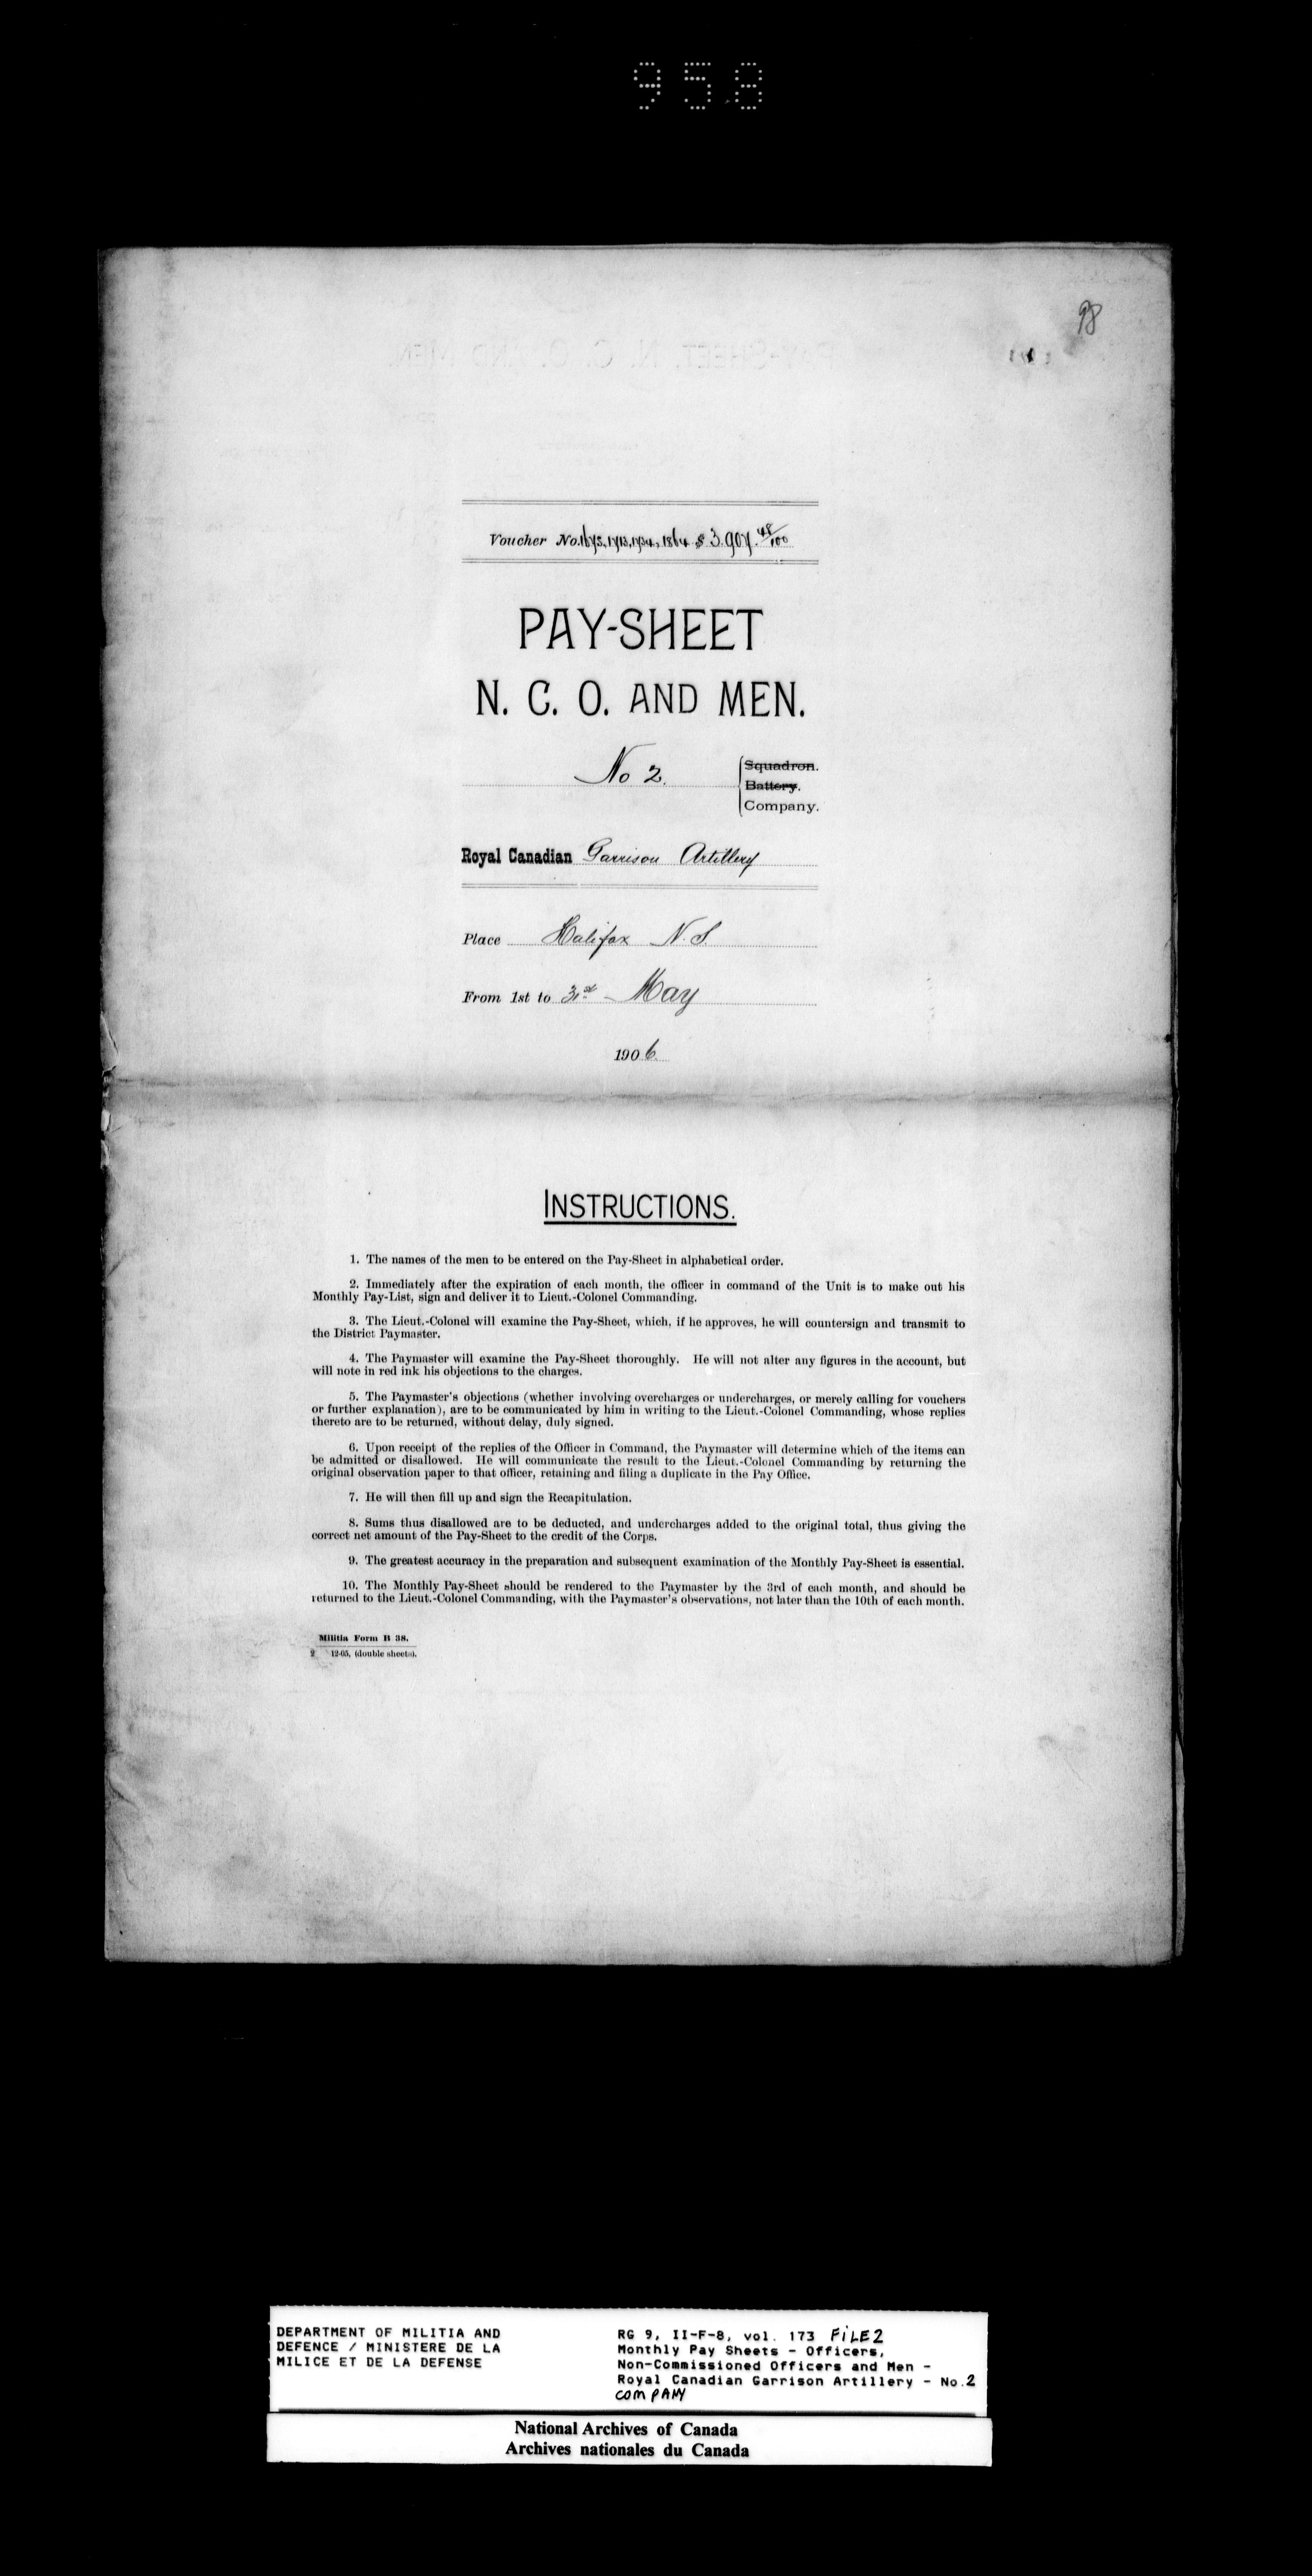 958
98
Voucher No. 1673, 1713, 1734, 1864 $ 3.907. 48/100
PAY-SHEET
N. C. O. AND MEN.
No 2. Squadron.
Battery.
Company.
Royal Canadian Garrison Artillery
Place Halifax N.S
From 1st to 31st May
1906
INSTRUCTIONS.
1. The names of the men to be entered on the Pay-Sheet in alphabetical order.
2. Immediately after the expiration of each month, the officer in command of the Unit is to make out his
Monthly Pay-List, sign and deliver it to Lieut.-Colonel Commanding.
3. The Lieut.-Colonel will examine the Pay-Sheet, which, if he approves, he will countersign and transmit to
the District Paymaster.
4. The Paymaster will examine the Pay-Sheet thoroughly. He will not alter any figures in the account, but
will note in red ink his objections to the charges.
5. The Paymaster's objections (whether involving overcharges or undercharges, or merely calling for vouchers
or further explanation), are to be communicated by him in writing to the Lieut.-Colonel Commanding, whose replies
thereto are to be returned, without delay, duly signed.
6. Upon receipt of the replies of the Officer in Command, the Paymaster will determine which of the items can
be admitted or disallowed. He will communicate the result to the Lieut.-Colonel Commanding by returning the
original observation paper to that officer, retaining and filing a duplicate in the Pay Office.
7. He will then fill up and sign the Recapitulation.
8. Sums thus disallowed are to be deducted, and undercharges added to the original total, thus giving the
correct net amount of the Pay-Sheet to the credit of the Corps.
9. The greatest accuracy in the preparation and subsequent examination of the Monthly Pay-Sheet is essential.
10. The Monthly Pay-Sheet should be rendered to the Paymaster by the 3rd of each month, and should be
returned to the Lieut.-Colonel Commanding, with the Paymaster's observations, not later than the 10th of each month.
Militia Form B 38.
12-05, (double sheets).
DEPARTMENT OF MILITIA AND
DEFENCE / MINISTERE DE LA
MILICE ET DE LA DEFENSE
RG 9, II-F-8, vol. 173 FILE 2
Monthly Pay Sheets - Officers,
Non-Commissioned Officers and Men -
Royal Canadian Garrison Artillery - No.2
COMPANY
National Archives of Canada
Archives nationales du Canada